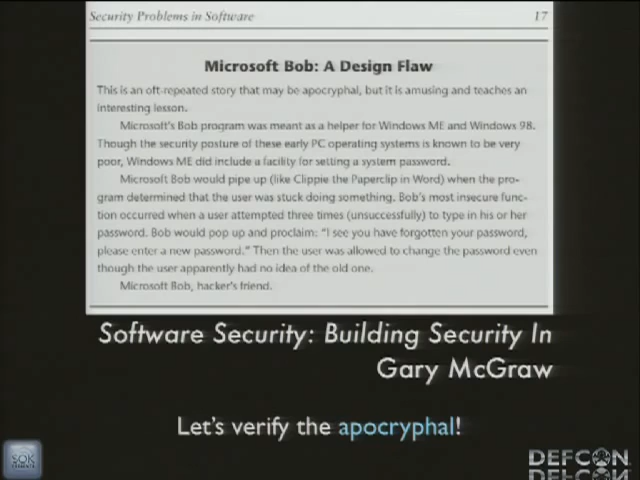 Security Problems in Software 17
Microsoft Bob: A Design Flaw
This is an oft-repeated story that may be apocryphal, but it is amusing and teaches an
interesting lesson.
Microsoft's Bob program was meant as a helper for Windows ME and Windows 98.
Though the security posture of these early PC operating systems is known to be very
poor, Windows ME did include a facility for setting a system password.
Microsoft Bob would pipe up (like Clippie the Paperclip in Word) when the pro-
gram determined that the user was stuck doing something. Bob's most insecure func-
tion occurred when a user attempted three times (unsuccessfully) to type in his or her
password. Bob would pop up and proclaim: "I see you have forgotten your password,
please enter a new password." Then the user was allowed to change the password even
though the user apparently had no idea of the old one.
Microsoft Bob, hacker's friend.
Software Security: Building Security In
Gary McGraw
Let's verify the apocryphal!
DEFCON